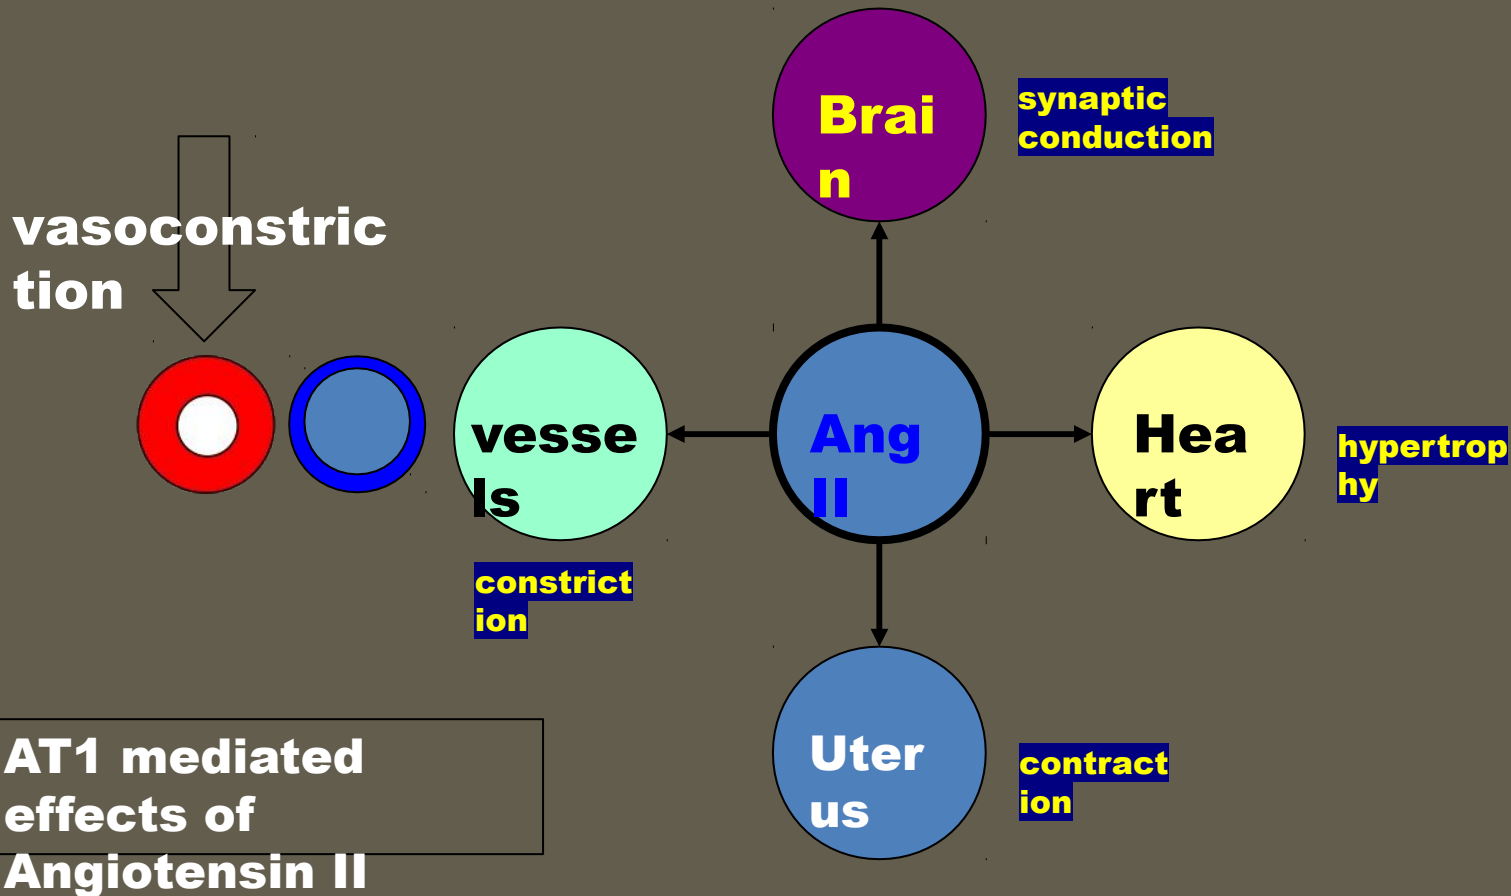 Brai
n
synaptic
conduction
vasoconstric
tion
vesse
ls
Ang
II
Hea
rt
hypertrop
hy
constrict
ion
Uter
us
contract
ion
AT1 mediated
effects of
Angiotensin II